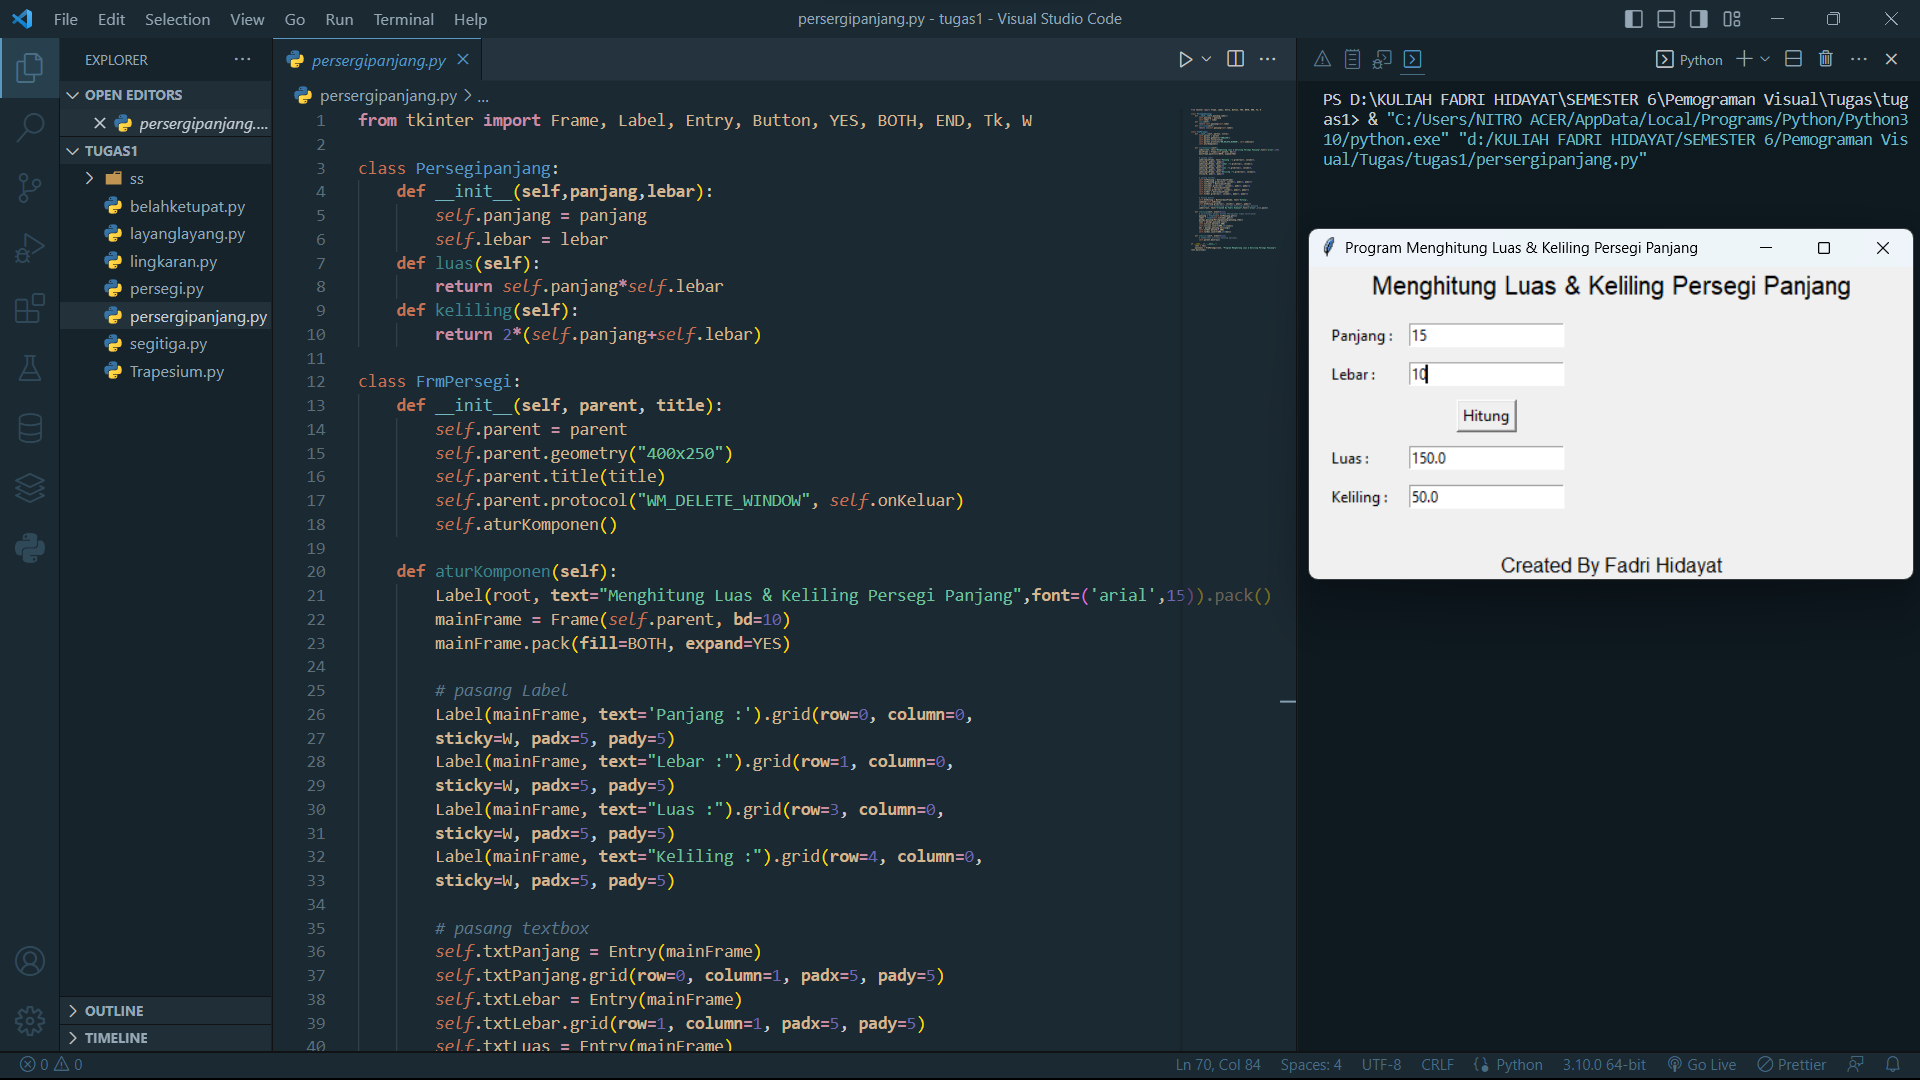 File Edit Selection View Go Run Terminal Help
persergipanjang.py - tugas1 - Visual Studio Code
EXPLORER
OPEN EDITORS
persergipanjang....
TUGAS1
ss
belahketupat.py
layanglayang.py
lingkaran.py
persegi.py
persergipanjang.py
segitiga.py
Trapesium.py
OUTLINE
TIMELINE
persergipanjang.py
persergipanjang.py > ...
1 from tkinter import Frame, Label, Entry, Button, YES, BOTH, END, Tk, W
2
3 class Persegipanjang:
4 def __init__(self,panjang,lebar):
5 self.panjang = panjang
6 self.lebar = lebar
7 def luas(self):
8 return self.panjang*self.lebar
9 def keliling(self):
10 return 2*(self.panjang+self.lebar)
11
12 class FrmPersegi:
13 def __init__(self, parent, title):
14 self.parent = parent
15 self.parent.geometry("400x250")
16 self.parent.title(title)
17 self.parent.protocol("WM_DELETE_WINDOW", self.onKeluar)
18 self.aturKomponen()
19
20 def aturKomponen(self):
21 Label(root, text="Menghitung Luas & Keliling Persegi Panjang",font=('arial',15)).pack()
22 mainFrame = Frame(self.parent, bd=10)
23 mainFrame.pack(fill=BOTH, expand=YES)
24
25 # pasang Label
26 Label(mainFrame, text='Panjang :').grid(row=0, column=0,
27 sticky=W, padx=5, pady=5)
28 Label(mainFrame, text="Lebar :").grid(row=1, column=0,
29 sticky=W, padx=5, pady=5)
30 Label(mainFrame, text="Luas :").grid(row=3, column=0,
31 sticky=W, padx=5, pady=5)
32 Label(mainFrame, text="Keliling :").grid(row=4, column=0,
33 sticky=W, padx=5, pady=5)
34
35 # pasang textbox
36 self.txtPanjang = Entry(mainFrame)
37 self.txtPanjang.grid(row=0, column=1, padx=5, pady=5)
38 self.txtLebar = Entry(mainFrame)
39 self.txtLebar.grid(row=1, column=1, padx=5, pady=5)
40 self.txtLuas = Entry(mainFrame)
Python
PS D:\KULIAH FADRI HIDAYAT\SEMESTER 6\Pemograman Visual\Tugas\tug
as1> & "C:/Users/NITRO ACER/AppData/Local/Programs/Python/Python3
10/python.exe" "d:/KULIAH FADRI HIDAYAT/SEMESTER 6/Pemograman Vis
ual/Tugas/tugas1/persergipanjang.py"
Program Menghitung Luas & Keliling Persegi Panjang
Menghitung Luas & Keliling Persegi Panjang
Panjang : 15
Lebar : 10
Hitung
Luas : 150.0
Keliling : 50.0
Created By Fadri Hidayat
0 0
Ln 70, Col 84 Spaces: 4 UTF-8 CRLF Python 3.10.0 64-bit Go Live Prettier